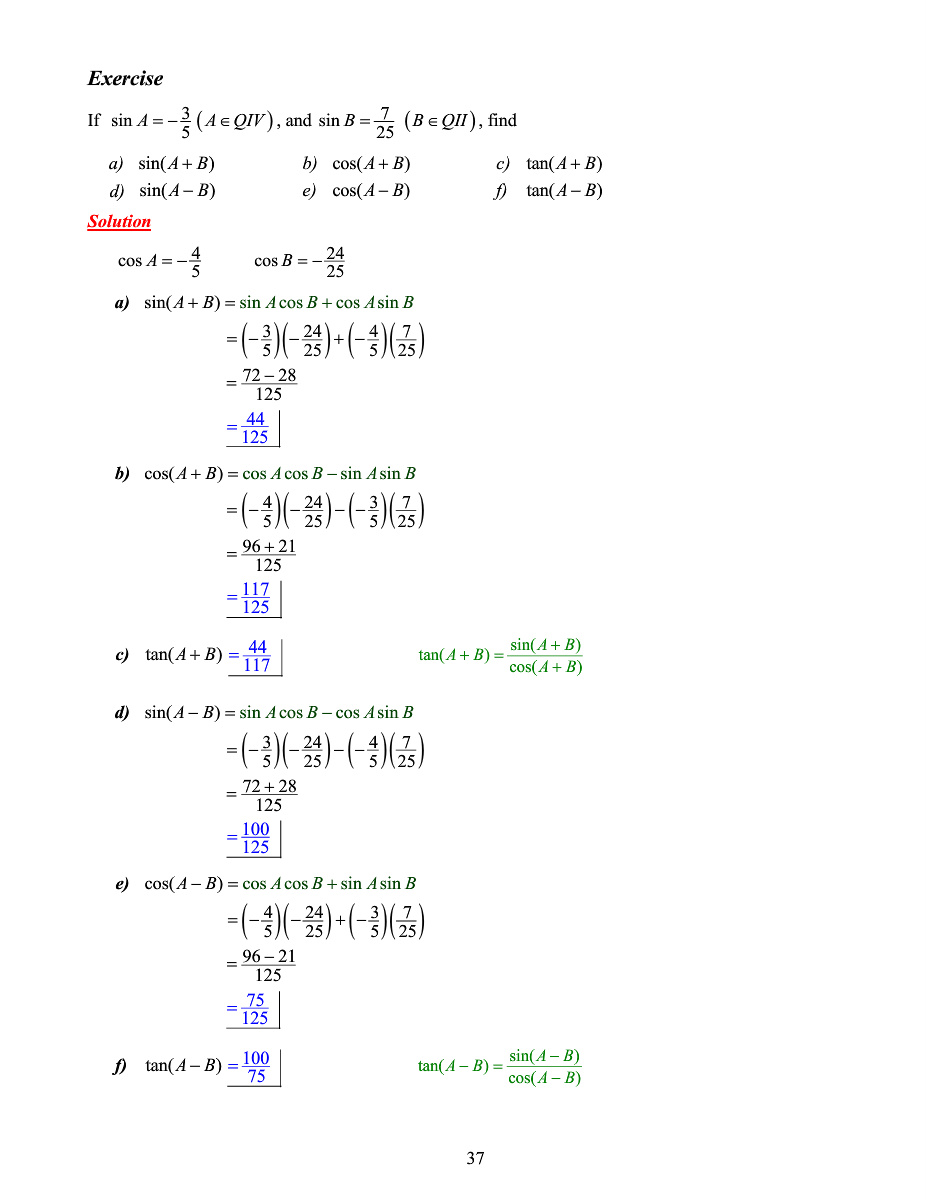 Exercise
If sin A = −3/5 (A ∈ QIV), and sin B = 7/25 (B ∈ QII), find
a) sin(A + B) b) cos(A + B) c) tan(A + B)
d) sin(A − B) e) cos(A − B) f) tan(A − B)
Solution
cos A = −4/5 cos B = −24/25
a) sin(A + B) = sin A cos B + cos A sin B
= (−3/5)(−24/25) + (−4/5)(7/25)
= (72 − 28)/125
= 44/125
b) cos(A + B) = cos A cos B − sin A sin B
= (−4/5)(−24/25) − (−3/5)(7/25)
= (96 + 21)/125
= 117/125
c) tan(A + B) = 44/117 tan(A + B) = sin(A + B)/cos(A + B)
d) sin(A − B) = sin A cos B − cos A sin B
= (−3/5)(−24/25) − (−4/5)(7/25)
= (72 + 28)/125
= 100/125
e) cos(A − B) = cos A cos B + sin A sin B
= (−4/5)(−24/25) + (−3/5)(7/25)
= (96 − 21)/125
= 75/125
f) tan(A − B) = 100/75 tan(A − B) = sin(A − B)/cos(A − B)
37